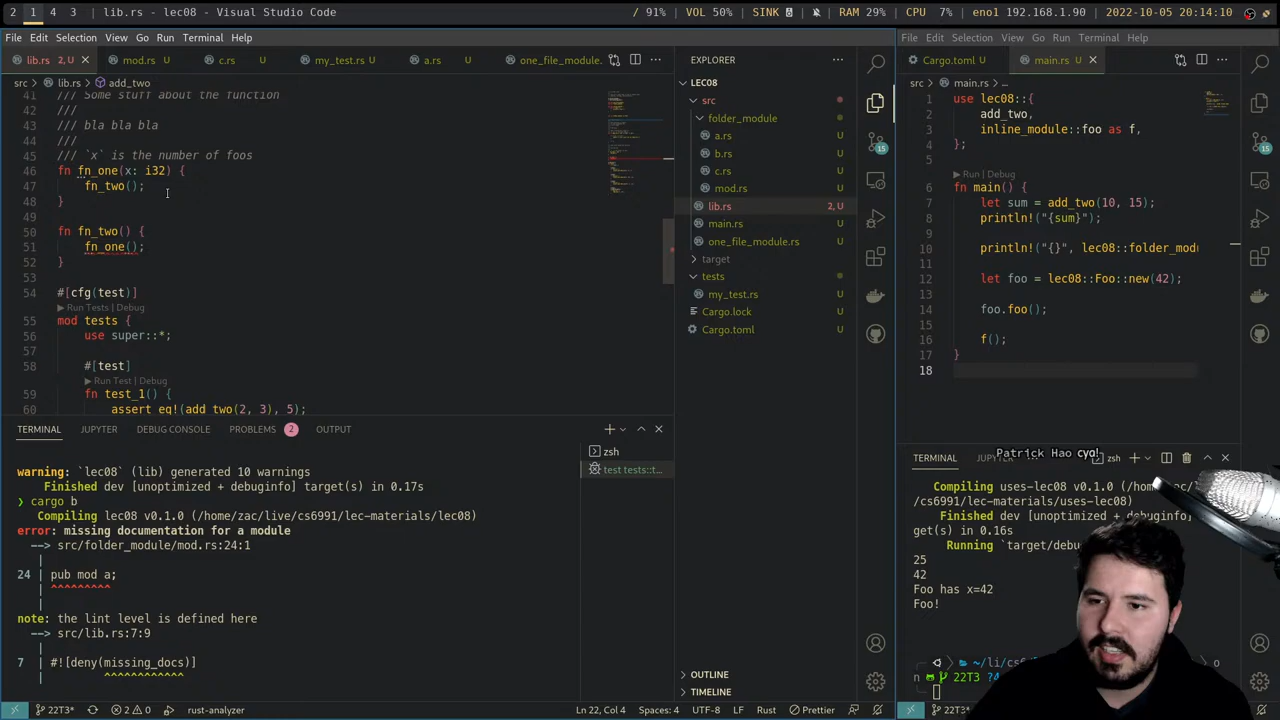 2 1 4 3 lib.rs - lec08 - Visual Studio Code / 91% VOL 50% SINK RAM 29% CPU 7% eno1 192.168.1.90 2022-10-05 20:14:10
File Edit Selection View Go Run Terminal Help
lib.rs 2, U mod.rs c.rs my_test.rs a.rs one_file_module.
src > lib.rs > add_two
41 /// Some stuff about the function
42 ///
43 /// bla bla bla
44 ///
45 /// `x` is the number of foos
46 fn fn_one(x: i32) {
47 fn_two();
48 }
49
50 fn fn_two() {
51 fn_one();
52 }
53
54 #[cfg(test)]
▶ Run Tests | Debug
55 mod tests {
56 use super::*;
57
58 #[test]
▶ Run Test | Debug
59 fn test_1() {
60 assert_eq!(add_two(2, 3), 5);
EXPLORER
LEC08
src
folder_module
a.rs U
b.rs U
c.rs U
mod.rs U
lib.rs 2, U
main.rs U
one_file_module.rs U
target
tests
my_test.rs U
Cargo.lock U
Cargo.toml U
OUTLINE
TIMELINE
TERMINAL JUPYTER DEBUG CONSOLE PROBLEMS 2 OUTPUT
zsh
test tests::t...
warning: `lec08` (lib) generated 10 warnings
Finished dev [unoptimized + debuginfo] target(s) in 0.17s
❯ cargo b
Compiling lec08 v0.1.0 (/home/zac/live/cs6991/lec-materials/lec08)
error: missing documentation for a module
--> src/folder_module/mod.rs:24:1
|
24 | pub mod a;
| ^^^^^^^^^
|
note: the lint level is defined here
--> src/lib.rs:7:9
|
7 | #![deny(missing_docs)]
| ^^^^^^^^^^^^
22T3* 2 0 rust-analyzer Ln 22, Col 4 Spaces: 4 UTF-8 LF Rust Prettier
File Edit Selection View Go Run Terminal Help
Cargo.toml U main.rs U
src > main.rs > ...
1 use lec08::{
2 add_two,
3 inline_module::foo as f,
4 };
5
▶ Run | Debug
6 fn main() {
7 let sum = add_two(10, 15);
8 println!("{sum}");
9
10 println!("{}", lec08::folder_modu
11
12 let foo = lec08::Foo::new(42);
13
14 foo.foo();
15
16 f();
17 }
18
TERMINAL zsh
Patrick Hao cyo!
Compiling uses-lec08 v0.1.0 (/home/
/cs6991/lec-materials/uses-lec08)
Finished dev [unoptimized +
get(s) in 0.16s
Running `target/debu
25
42
Foo has x=42
Foo!
~/li/cs6
n 22T3
22T3*